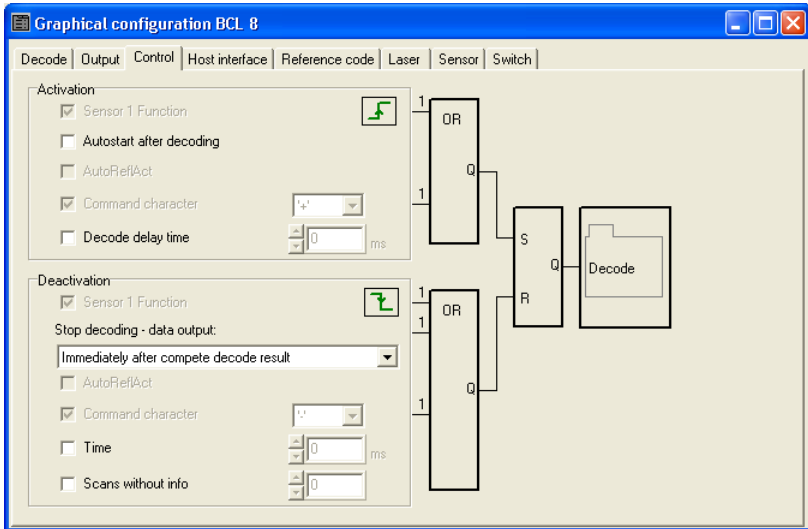 Graphical configuration BCL 8
Decode Output Control Host interface Reference code Laser Sensor Switch
Activation
Sensor 1 Function
Autostart after decoding
AutoReflAct
Command character '+'
Decode delay time 0 ms
1
OR
Q
1
Deactivation
Sensor 1 Function
Stop decoding - data output:
Immediately after compete decode result
AutoReflAct
Command character '-'
Time 0 ms
Scans without info 0
1
OR
1
Q
1
S
Q
R
Decode